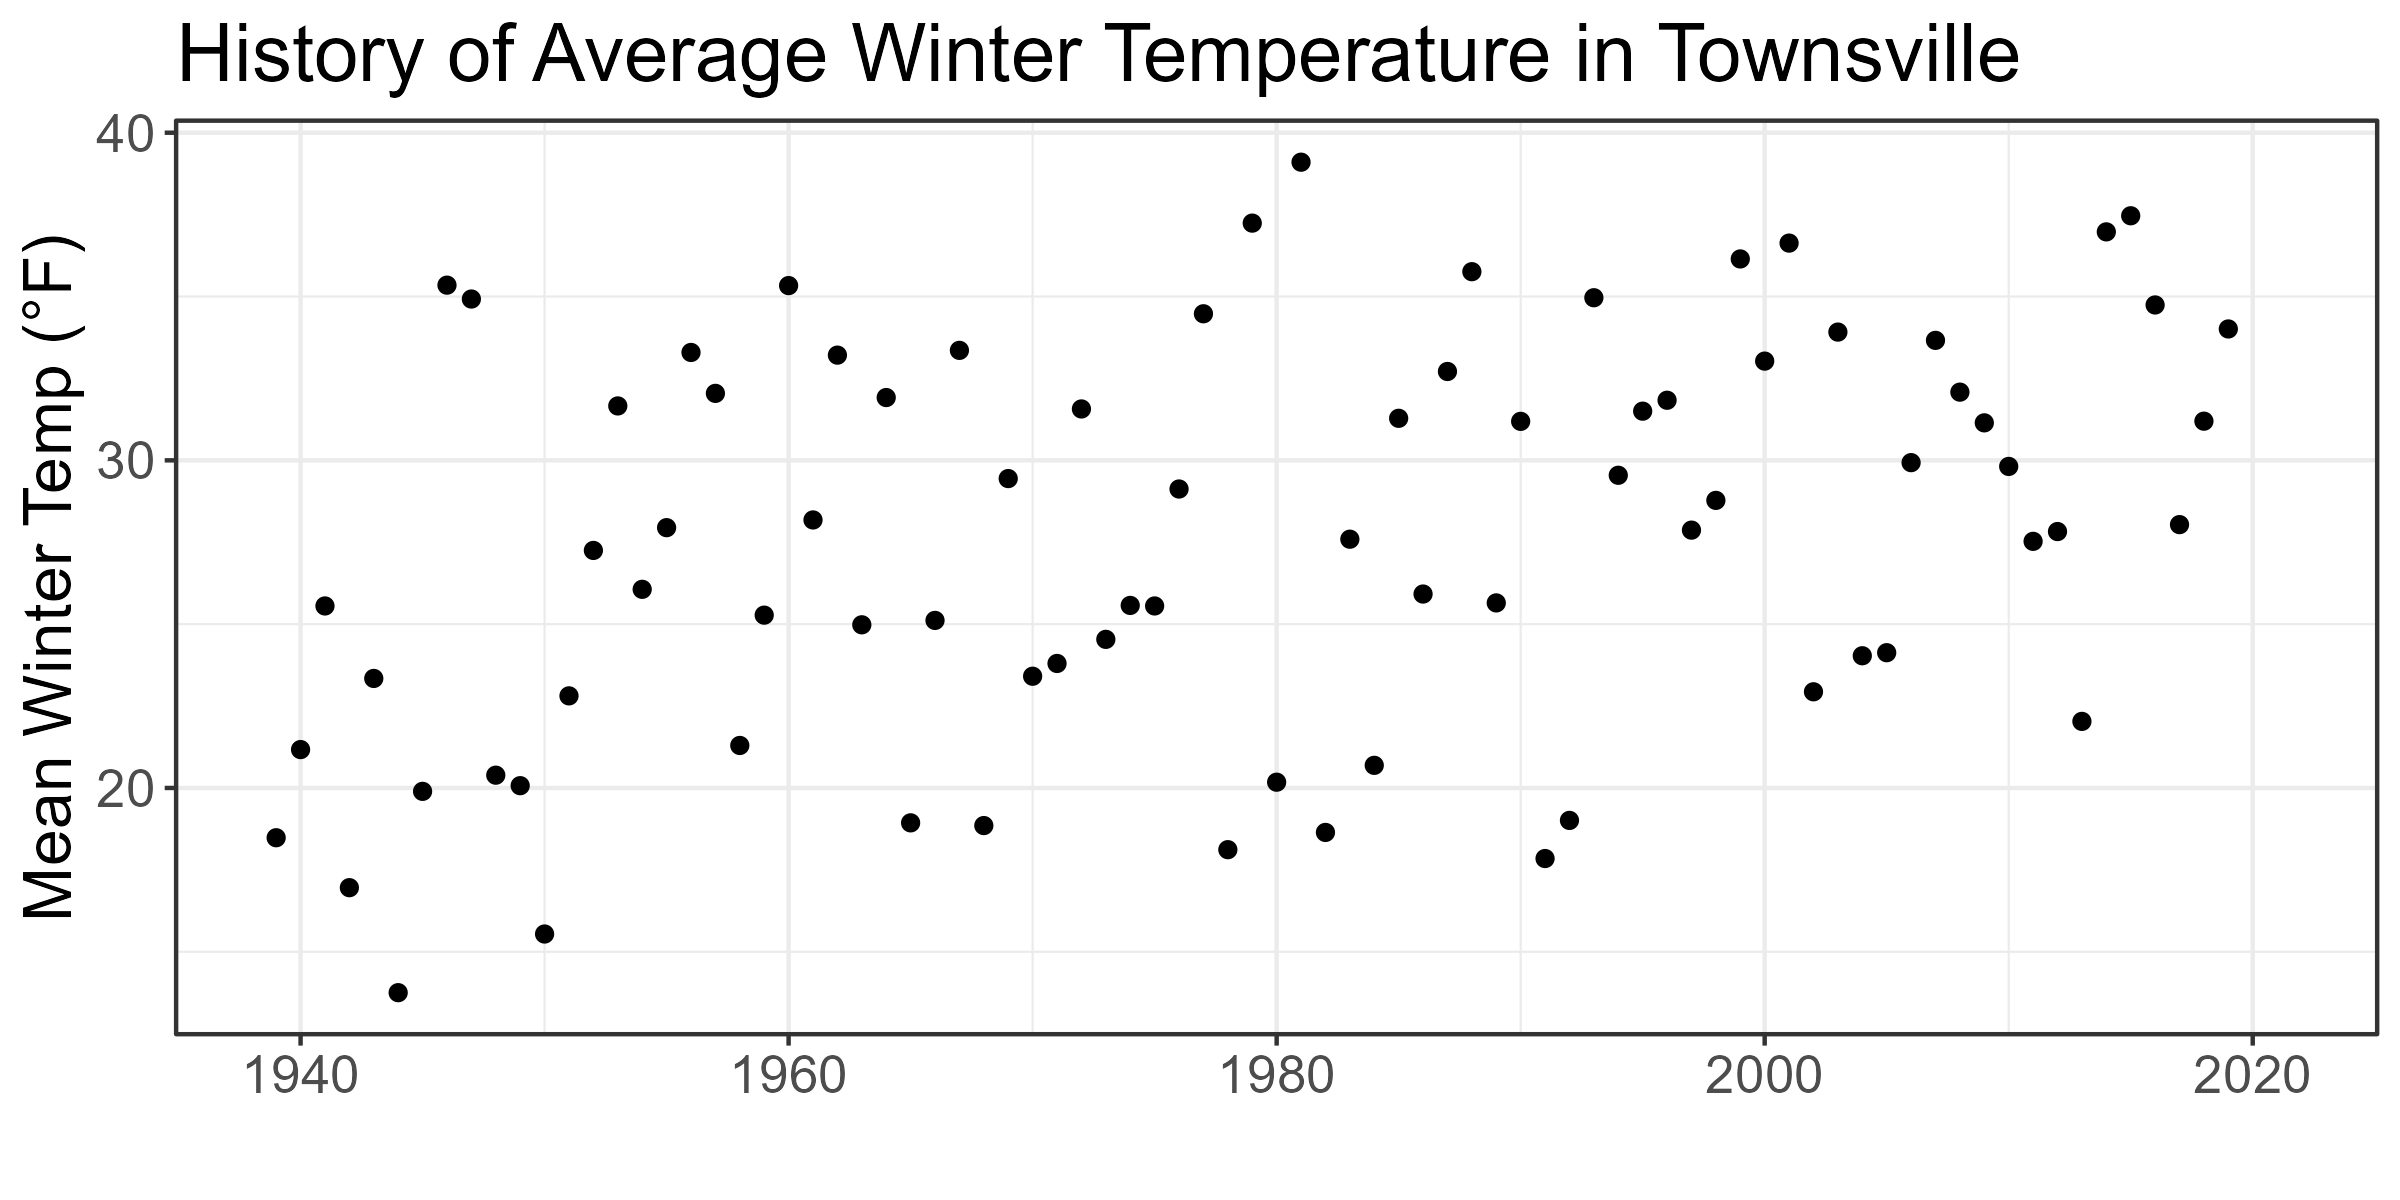 History of Average Winter Temperature in Townsville
Mean Winter Temp (°F)
40
30
20
1940 1960 1980 2000 2020